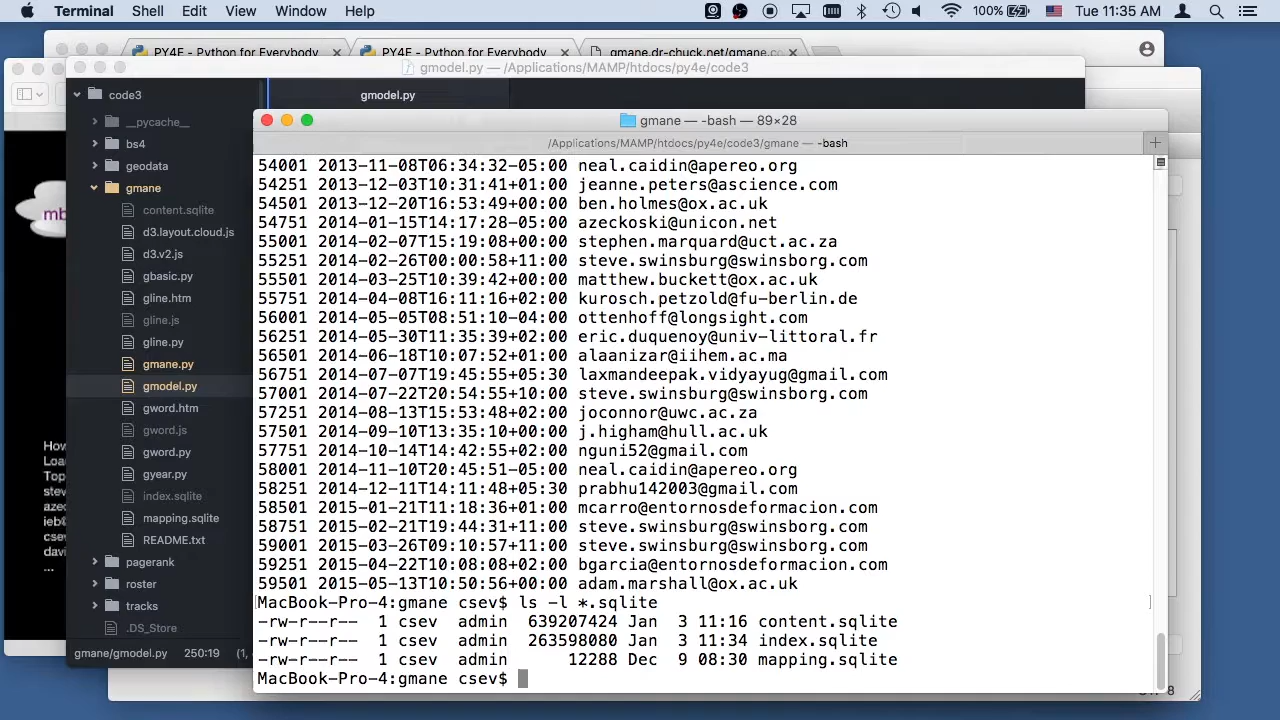 Terminal Shell Edit View Window Help 100% Tue 11:35 AM
PY4E - Python for Everybody × PY4E - Python for Everybody × gmane.dr-chuck.net/gmane.co ×
gmodel.py — /Applications/MAMP/htdocs/py4e/code3
code3
gmodel.py
__pycache__
bs4
geodata
gmane
content.sqlite
d3.layout.cloud.js
d3.v2.js
gbasic.py
gline.htm
gline.js
gline.py
gmane.py
gmodel.py
gword.htm
gword.js
gword.py
gyear.py
index.sqlite
mapping.sqlite
README.txt
pagerank
roster
tracks
.DS_Store
gmane/gmodel.py 250:19 (1,
mb
How
Loa
Top
stev
azec
ieb@
csev
davi
...
gmane — -bash — 89×28
/Applications/MAMP/htdocs/py4e/code3/gmane — -bash
54001 2013-11-08T06:34:32-05:00 neal.caidin@apereo.org
54251 2013-12-03T10:31:41+01:00 jeanne.peters@ascience.com
54501 2013-12-20T16:53:49+00:00 ben.holmes@ox.ac.uk
54751 2014-01-15T14:17:28-05:00 azeckoski@unicon.net
55001 2014-02-07T15:19:08+00:00 stephen.marquard@uct.ac.za
55251 2014-02-26T00:00:58+11:00 steve.swinsburg@swinsborg.com
55501 2014-03-25T10:39:42+00:00 matthew.buckett@ox.ac.uk
55751 2014-04-08T16:11:16+02:00 kurosch.petzold@fu-berlin.de
56001 2014-05-05T08:51:10-04:00 ottenhoff@longsight.com
56251 2014-05-30T11:35:39+02:00 eric.duquenoy@univ-littoral.fr
56501 2014-06-18T10:07:52+01:00 alaanizar@iihem.ac.ma
56751 2014-07-07T19:45:55+05:30 laxmandeepak.vidyayug@gmail.com
57001 2014-07-22T20:54:55+10:00 steve.swinsburg@swinsborg.com
57251 2014-08-13T15:53:48+02:00 joconnor@uwc.ac.za
57501 2014-09-10T13:35:10+00:00 j.higham@hull.ac.uk
57751 2014-10-14T14:42:55+02:00 nguni52@gmail.com
58001 2014-11-10T20:45:51-05:00 neal.caidin@apereo.org
58251 2014-12-11T14:11:48+05:30 prabhu142003@gmail.com
58501 2015-01-21T11:18:36+01:00 mcarro@entornosdeformacion.com
58751 2015-02-21T19:44:31+11:00 steve.swinsburg@swinsborg.com
59001 2015-03-26T09:10:57+11:00 steve.swinsburg@swinsborg.com
59251 2015-04-22T10:08:08+02:00 bgarcia@entornosdeformacion.com
59501 2015-05-13T10:50:56+00:00 adam.marshall@ox.ac.uk
MacBook-Pro-4:gmane csev$ ls -l *.sqlite
-rw-r--r-- 1 csev admin 639207424 Jan 3 11:16 content.sqlite
-rw-r--r-- 1 csev admin 263598080 Jan 3 11:34 index.sqlite
-rw-r--r-- 1 csev admin 12288 Dec 9 08:30 mapping.sqlite
MacBook-Pro-4:gmane csev$